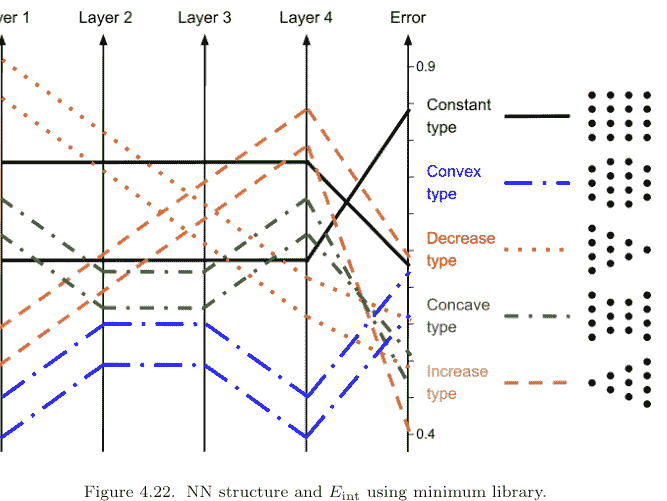 yer 1 Layer 2 Layer 3 Layer 4 Error
0.9
Constant
type
Convex
type
Decrease
type
Concave
type
Increase
type
0.4
Figure 4.22. NN structure and Eint using minimum library.